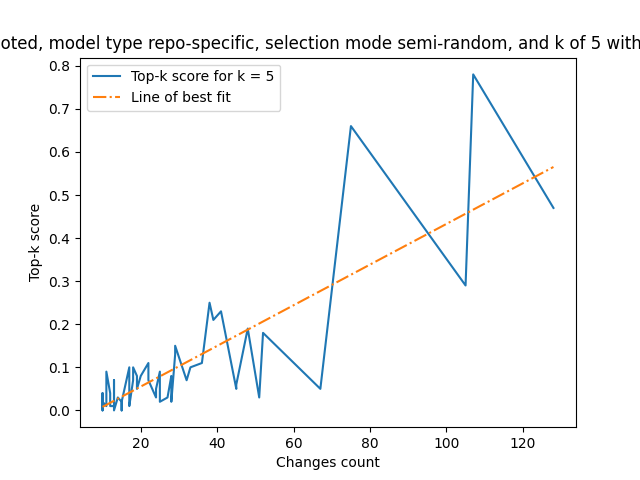 oted, model type repo-specific, selection mode semi-random, and k of 5 with
Top-k score for k = 5
Line of best fit
0.8
0.7
0.6
0.5
0.4
0.3
0.2
0.1
0.0
Top-k score
20 40 60 80 100 120
Changes count